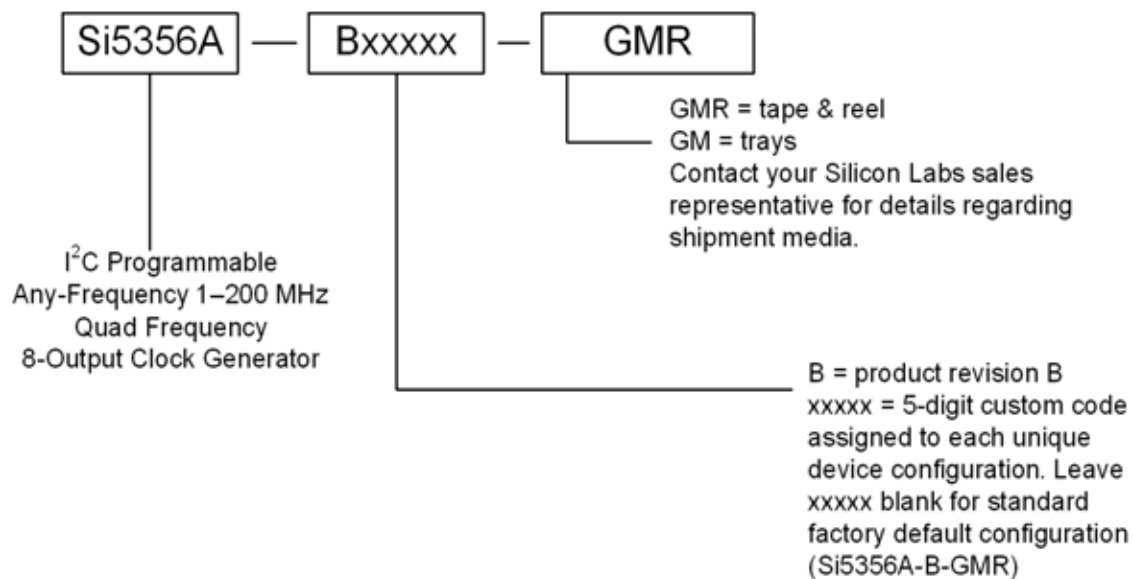 Si5356A — Bxxxxx — GMR
GMR = tape & reel
GM = trays
Contact your Silicon Labs sales
representative for details regarding
shipment media.
I²C Programmable
Any-Frequency 1–200 MHz
Quad Frequency
8-Output Clock Generator
B = product revision B
xxxxx = 5-digit custom code
assigned to each unique
device configuration. Leave
xxxxx blank for standard
factory default configuration
(Si5356A-B-GMR)